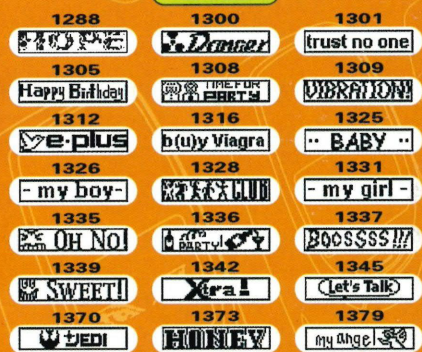 1288 1300 1301
HOPE Danger trust no one
1305 1308 1309
Happy Birthday TIME FOR PARTY VIBRATION!
1312 1316 1325
e-plus b(u)y Viagra ·· BABY ··
1326 1328 1331
- my boy- CLUB - my girl -
1335 1336 1337
OH NO! PARTY! BOOSSSS!!!
1339 1342 1345
SWEET! Xtra! Let's Talk
1370 1373 1379
JEDI HONEY my angel